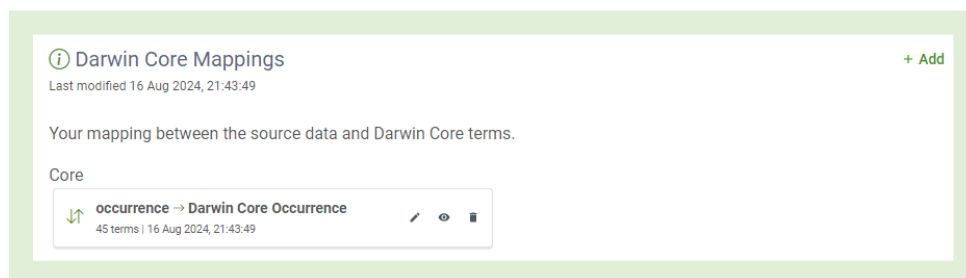 Darwin Core Mappings
+ Add
Last modified 16 Aug 2024, 21:43:49
Your mapping between the source data and Darwin Core terms.
Core
occurrence → Darwin Core Occurrence
45 terms | 16 Aug 2024, 21:43:49